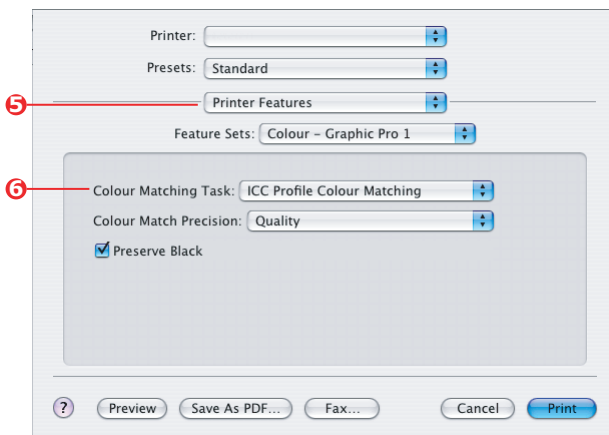 Printer:
Presets: Standard
5 Printer Features
Feature Sets: Colour – Graphic Pro 1
6 Colour Matching Task: ICC Profile Colour Matching
Colour Match Precision: Quality
Preserve Black
? Preview Save As PDF... Fax... Cancel Print